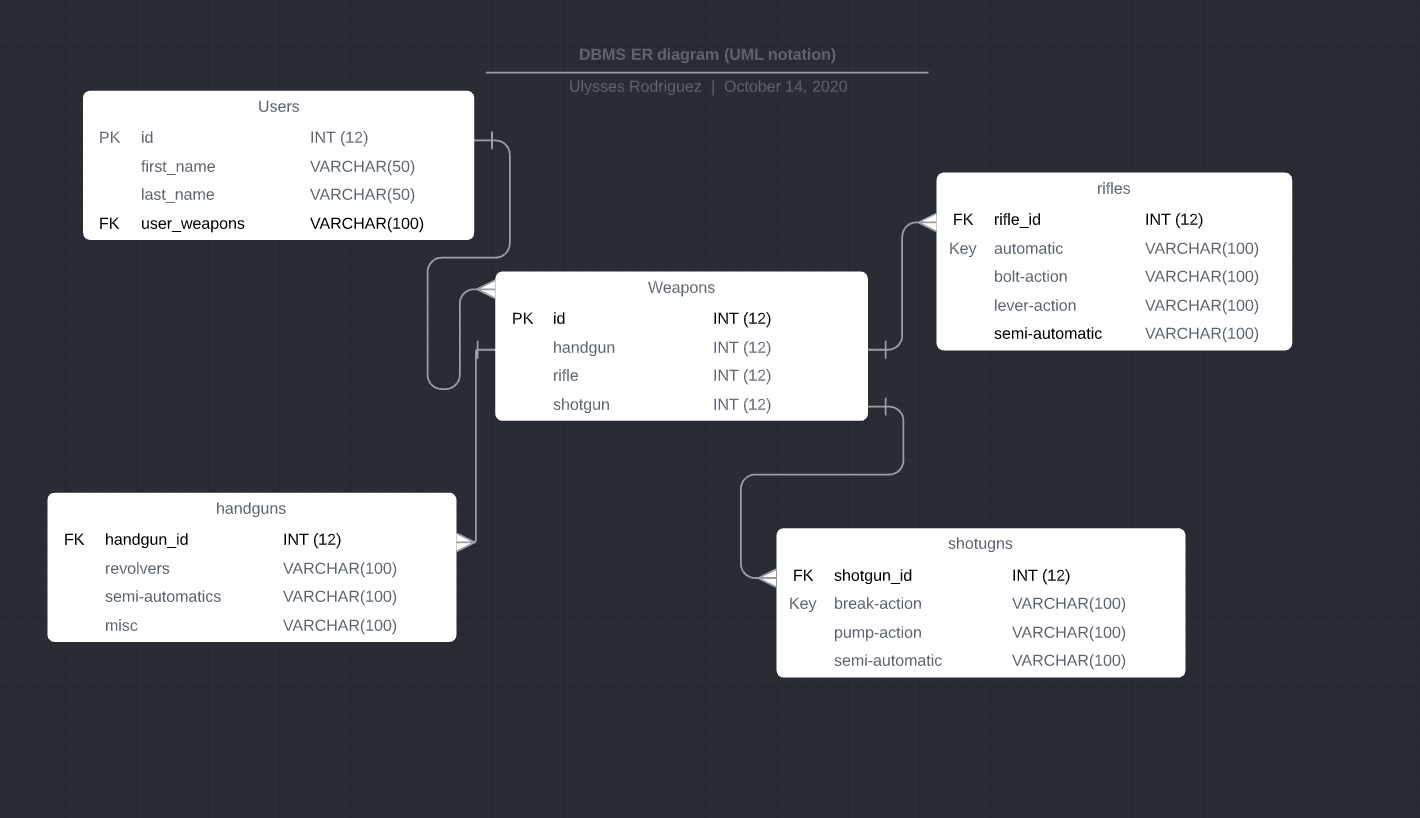 DBMS ER diagram (UML notation)
Ulysses Rodriguez | October 14, 2020
Users
PK id INT (12)
first_name VARCHAR(50)
last_name VARCHAR(50)
FK user_weapons VARCHAR(100)
rifles
FK rifle_id INT (12)
Key automatic VARCHAR(100)
bolt-action VARCHAR(100)
lever-action VARCHAR(100)
semi-automatic VARCHAR(100)
Weapons
PK id INT (12)
handgun INT (12)
rifle INT (12)
shotgun INT (12)
handguns
FK handgun_id INT (12)
revolvers VARCHAR(100)
semi-automatics VARCHAR(100)
misc VARCHAR(100)
shotugns
FK shotgun_id INT (12)
Key break-action VARCHAR(100)
pump-action VARCHAR(100)
semi-automatic VARCHAR(100)